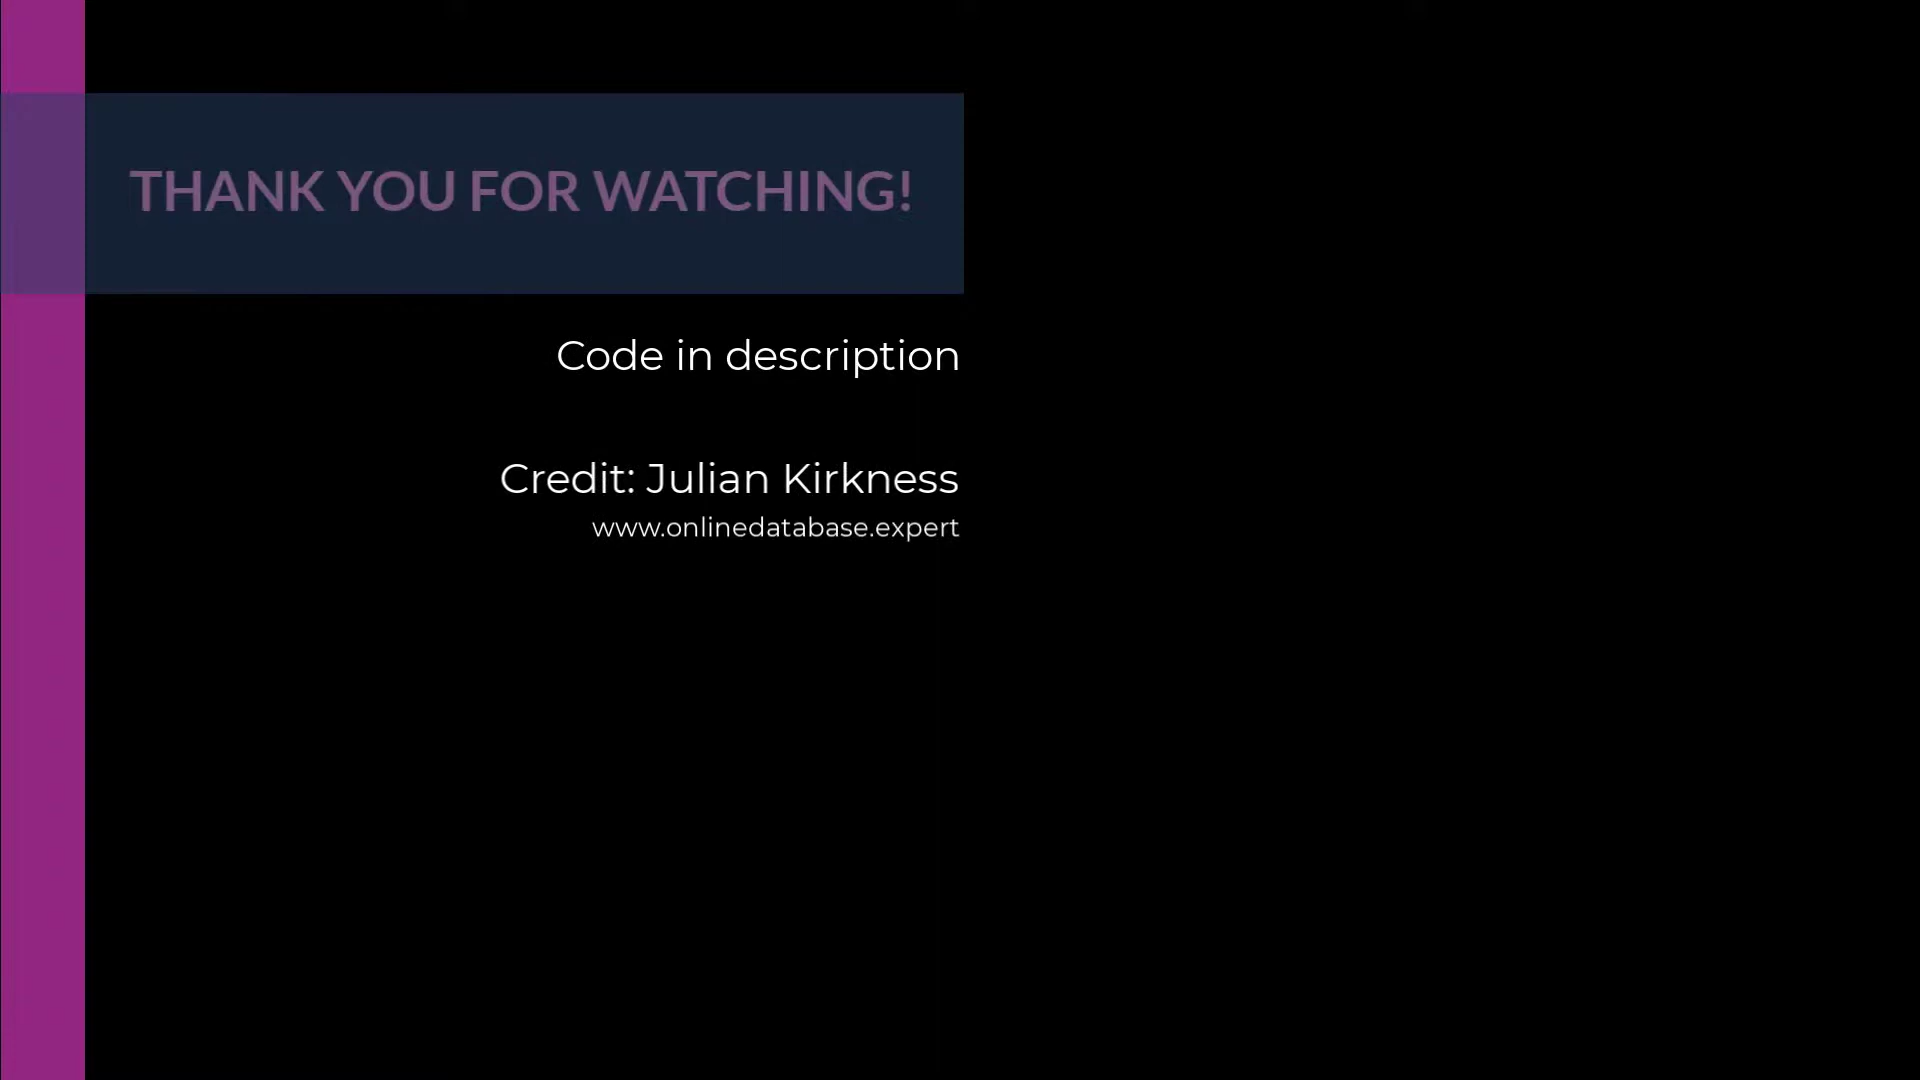 THANK YOU FOR WATCHING!
Code in description
Credit: Julian Kirkness
www.onlinedatabase.expert